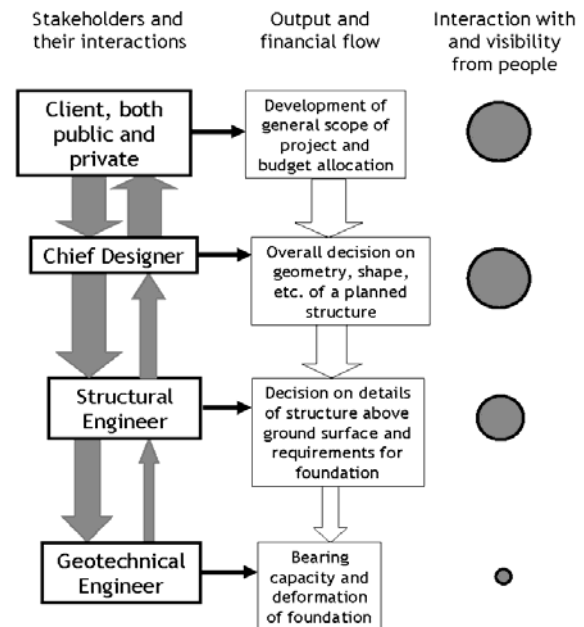 Stakeholders and
their interactions
Output and
financial flow
Interaction with
and visibility
from people
Client, both
public and
private
Development of
general scope of
project and
budget allocation
Chief Designer
Overall decision on
geometry, shape,
etc. of a planned
structure
Structural
Engineer
Decision on details
of structure above
ground surface and
requirements for
foundation
Geotechnical
Engineer
Bearing
capacity and
deformation
of foundation